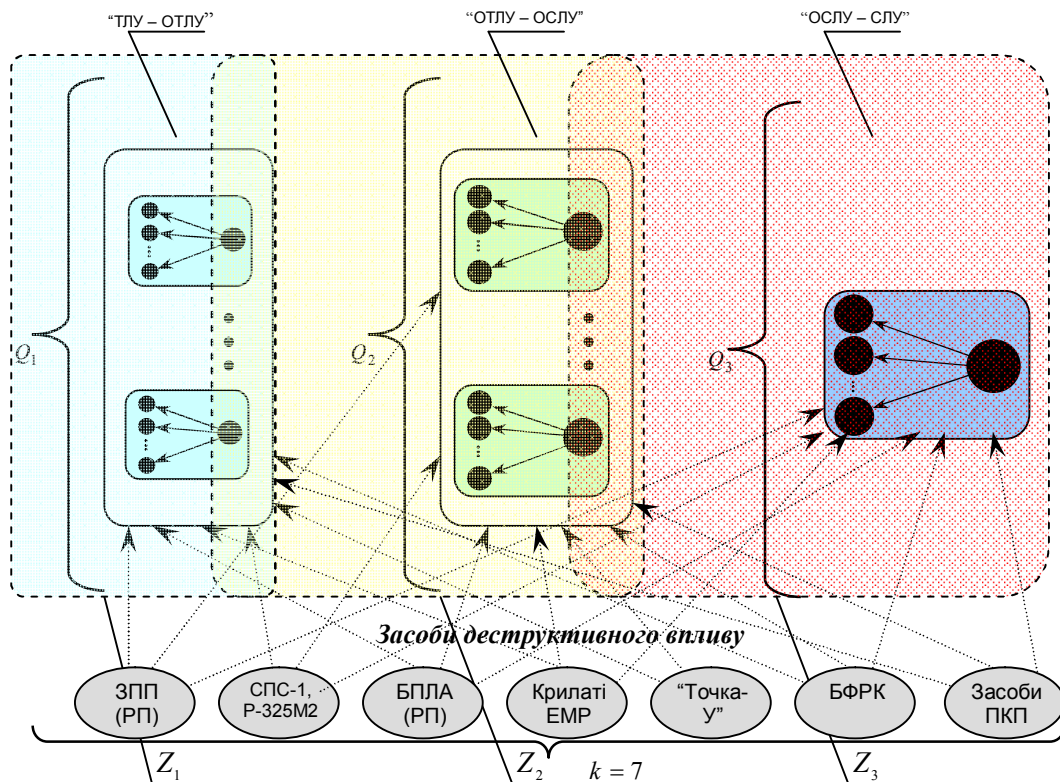 “ТЛУ – ОТЛУ”
“ОТЛУ – ОСЛУ”
“ОСЛУ – СЛУ”
Q1
Q2
Q3
Засоби деструктивного впливу
ЗПП
(РП)
СПС-1,
Р-325М2
БПЛА
(РП)
Крилаті
ЕМР
“Точка-
У”
БФРК
Засоби
ПКП
Z1
Z2
k = 7
Z3